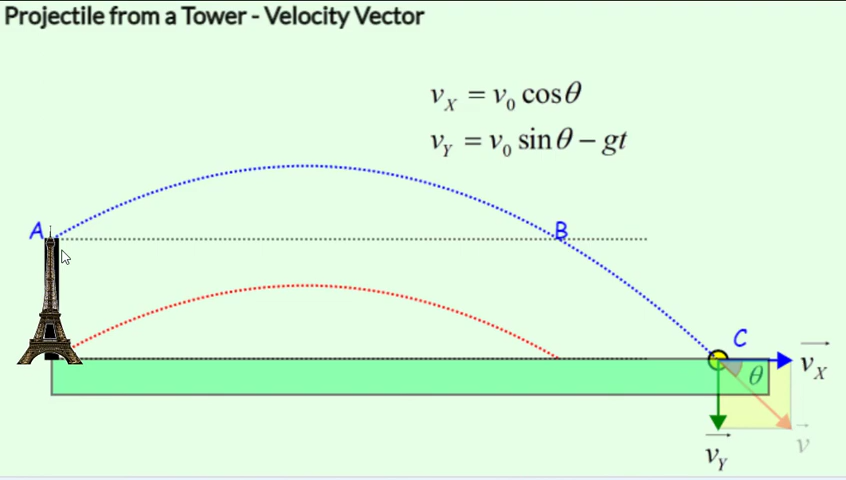 Projectile from a Tower - Velocity Vector
v_X = v_0 cosθ
v_Y = v_0 sinθ – gt
A
B
C
θ
v_X
v
v_Y